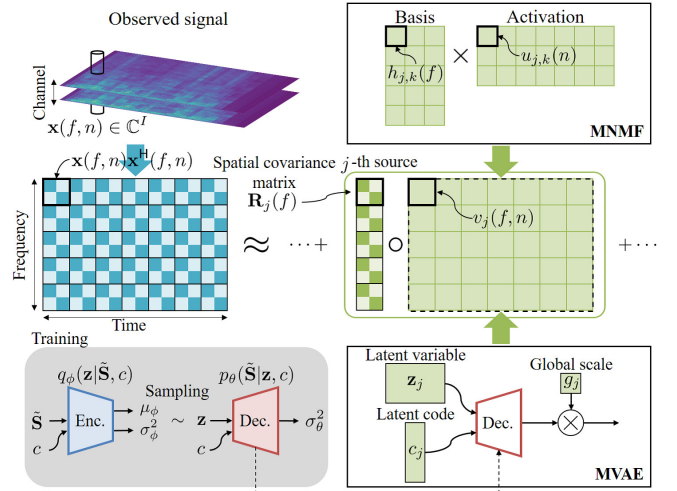 Observed signal
Channel
x(f, n) ∈ ℂ^I
x(f, n)x^H(f, n)
Frequency
Time
≈
··· +
Spatial covariance
matrix
R_j(f)
j-th source
v_j(f, n)
+ ···
Basis
Activation
×
h_{j,k}(f)
u_{j,k}(n)
MNMF
Training
q_ϕ(z|S̃, c)
S̃
c
Enc.
μ_ϕ
σ_ϕ^2
Sampling
∼
p_θ(S̃|z, c)
z
c
Dec.
σ_θ^2
Latent variable
z_j
Latent code
c_j
Dec.
Global scale
g_j
×
MVAE